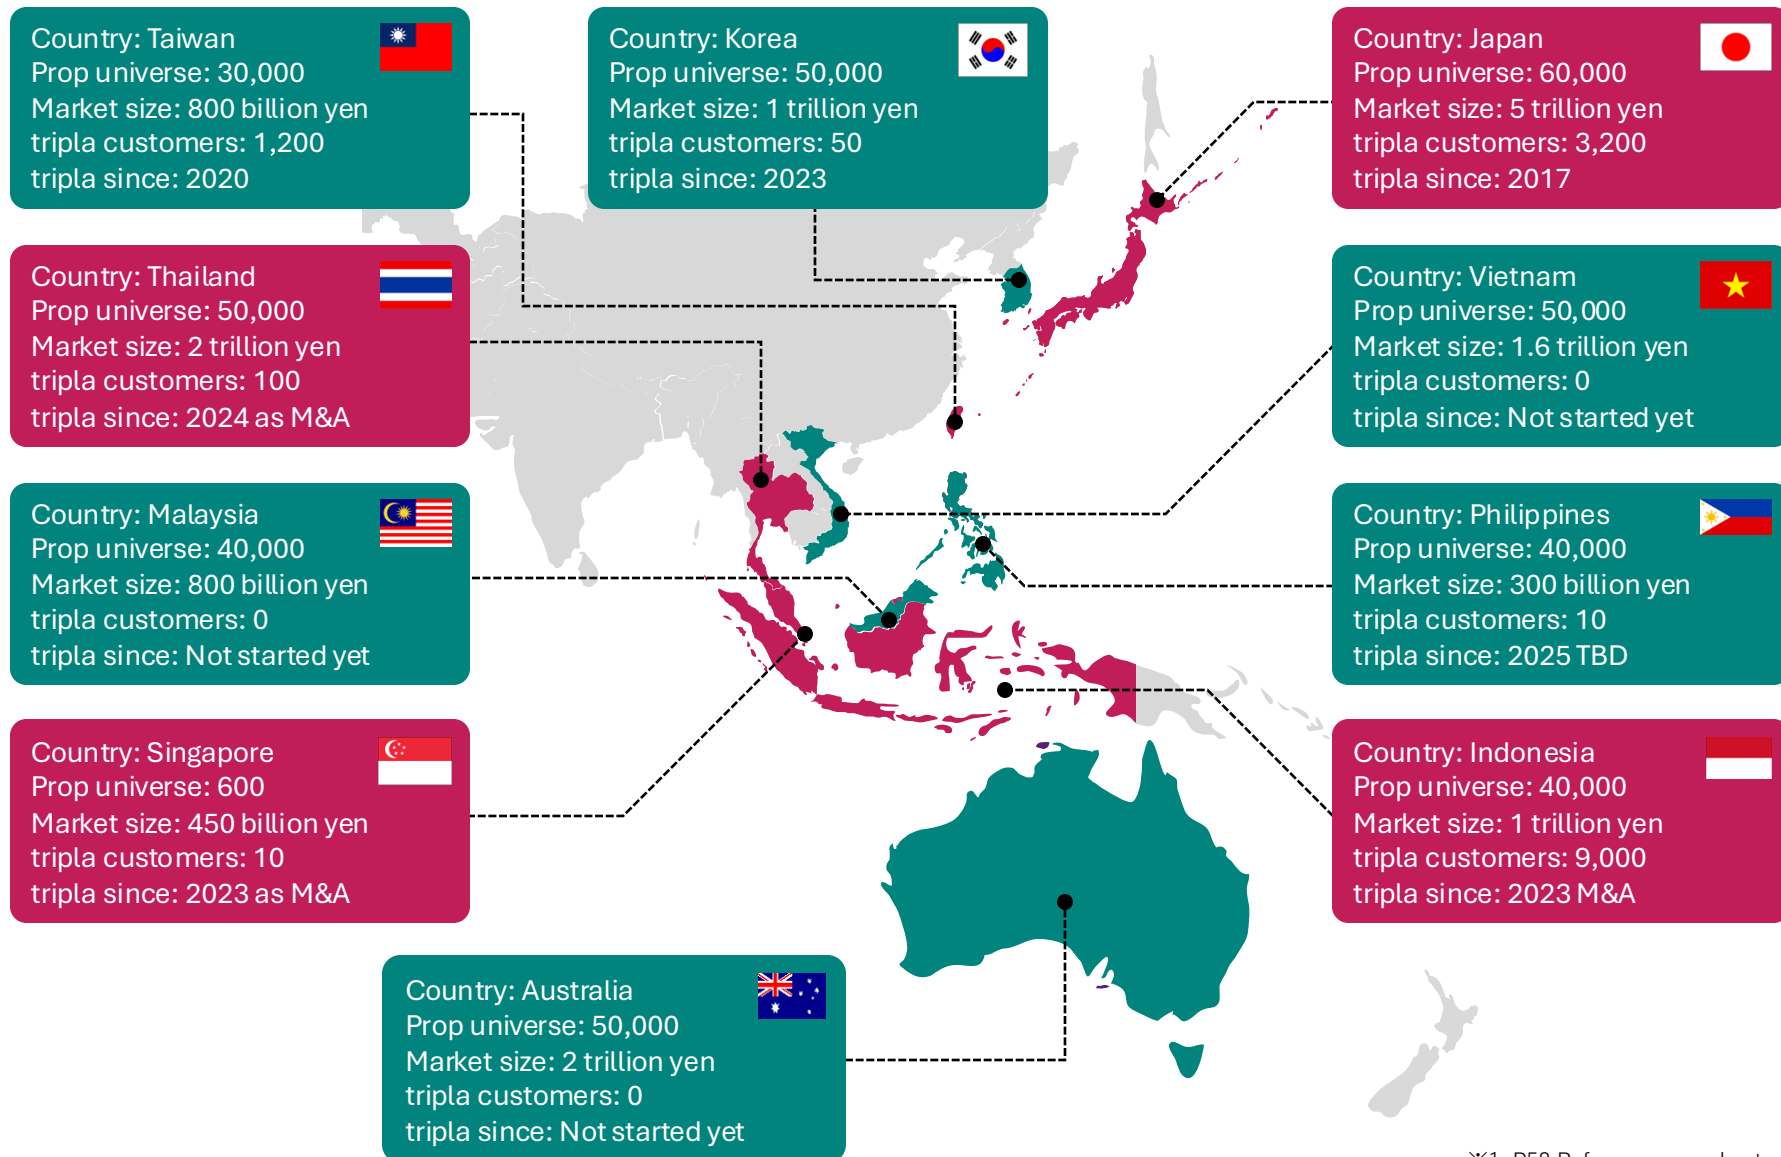 Country: Taiwan
Prop universe: 30,000
Market size: 800 billion yen
tripla customers: 1,200
tripla since: 2020
Country: Korea
Prop universe: 50,000
Market size: 1 trillion yen
tripla customers: 50
tripla since: 2023
Country: Japan
Prop universe: 60,000
Market size: 5 trillion yen
tripla customers: 3,200
tripla since: 2017
Country: Thailand
Prop universe: 50,000
Market size: 2 trillion yen
tripla customers: 100
tripla since: 2024 as M&A
Country: Vietnam
Prop universe: 50,000
Market size: 1.6 trillion yen
tripla customers: 0
tripla since: Not started yet
Country: Malaysia
Prop universe: 40,000
Market size: 800 billion yen
tripla customers: 0
tripla since: Not started yet
Country: Philippines
Prop universe: 40,000
Market size: 300 billion yen
tripla customers: 10
tripla since: 2025 TBD
Country: Singapore
Prop universe: 600
Market size: 450 billion yen
tripla customers: 10
tripla since: 2023 as M&A
Country: Indonesia
Prop universe: 40,000
Market size: 1 trillion yen
tripla customers: 9,000
tripla since: 2023 M&A
Country: Australia
Prop universe: 50,000
Market size: 2 trillion yen
tripla customers: 0
tripla since: Not started yet